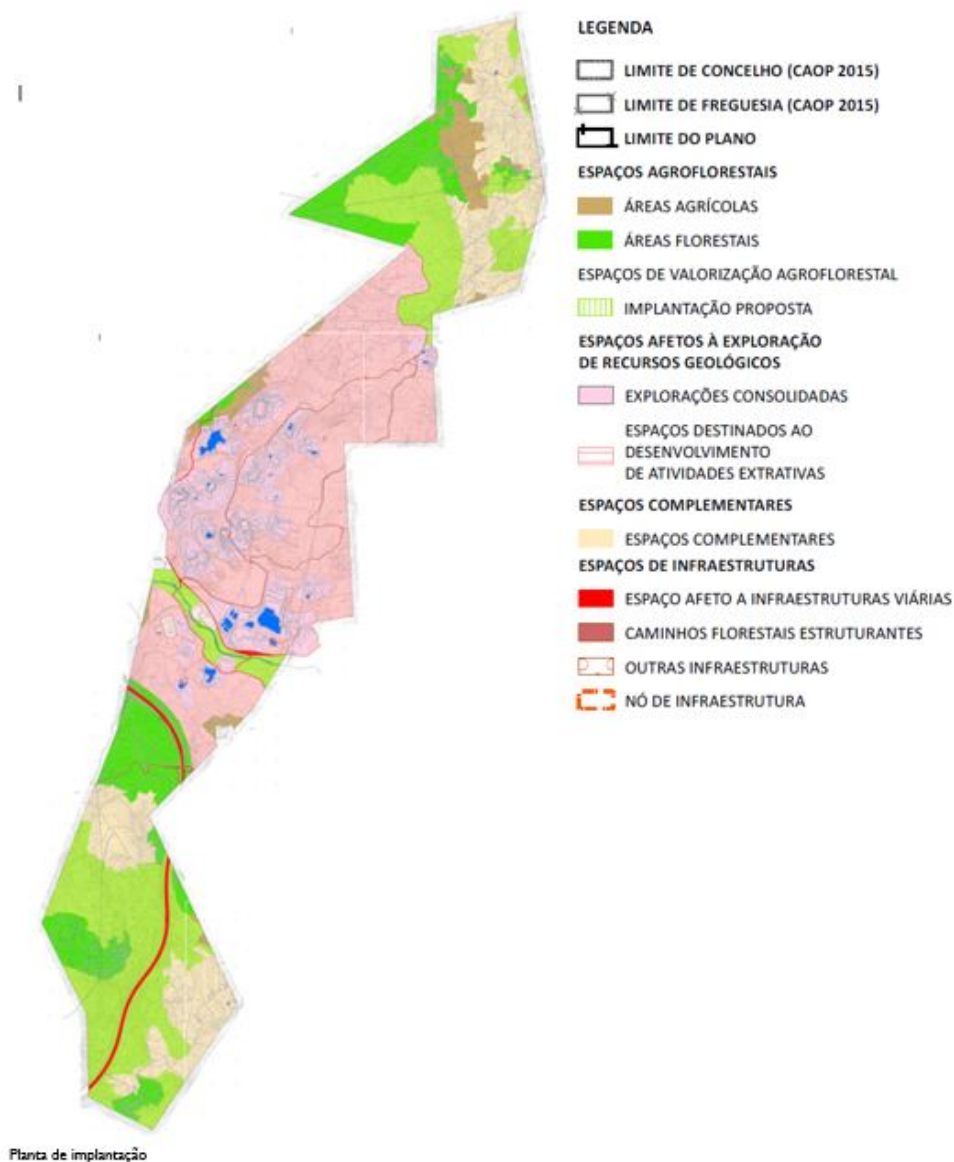 LEGENDA
LIMITE DE CONCELHO (CAOP 2015)
LIMITE DE FREGUESIA (CAOP 2015)
LIMITE DO PLANO
ESPAÇOS AGROFLORESTAIS
ÁREAS AGRÍCOLAS
ÁREAS FLORESTAIS
ESPAÇOS DE VALORIZAÇÃO AGROFLORESTAL
IMPLANTAÇÃO PROPOSTA
ESPAÇOS AFETOS À EXPLORAÇÃO
DE RECURSOS GEOLÓGICOS
EXPLORAÇÕES CONSOLIDADAS
ESPAÇOS DESTINADOS AO
DESENVOLVIMENTO
DE ATIVIDADES EXTRATIVAS
ESPAÇOS COMPLEMENTARES
ESPAÇOS COMPLEMENTARES
ESPAÇOS DE INFRAESTRUTURAS
ESPAÇO AFETO A INFRAESTRUTURAS VIÁRIAS
CAMINHOS FLORESTAIS ESTRUTURANTES
OUTRAS INFRAESTRUTURAS
NÓ DE INFRAESTRUTURA
Planta de implantação